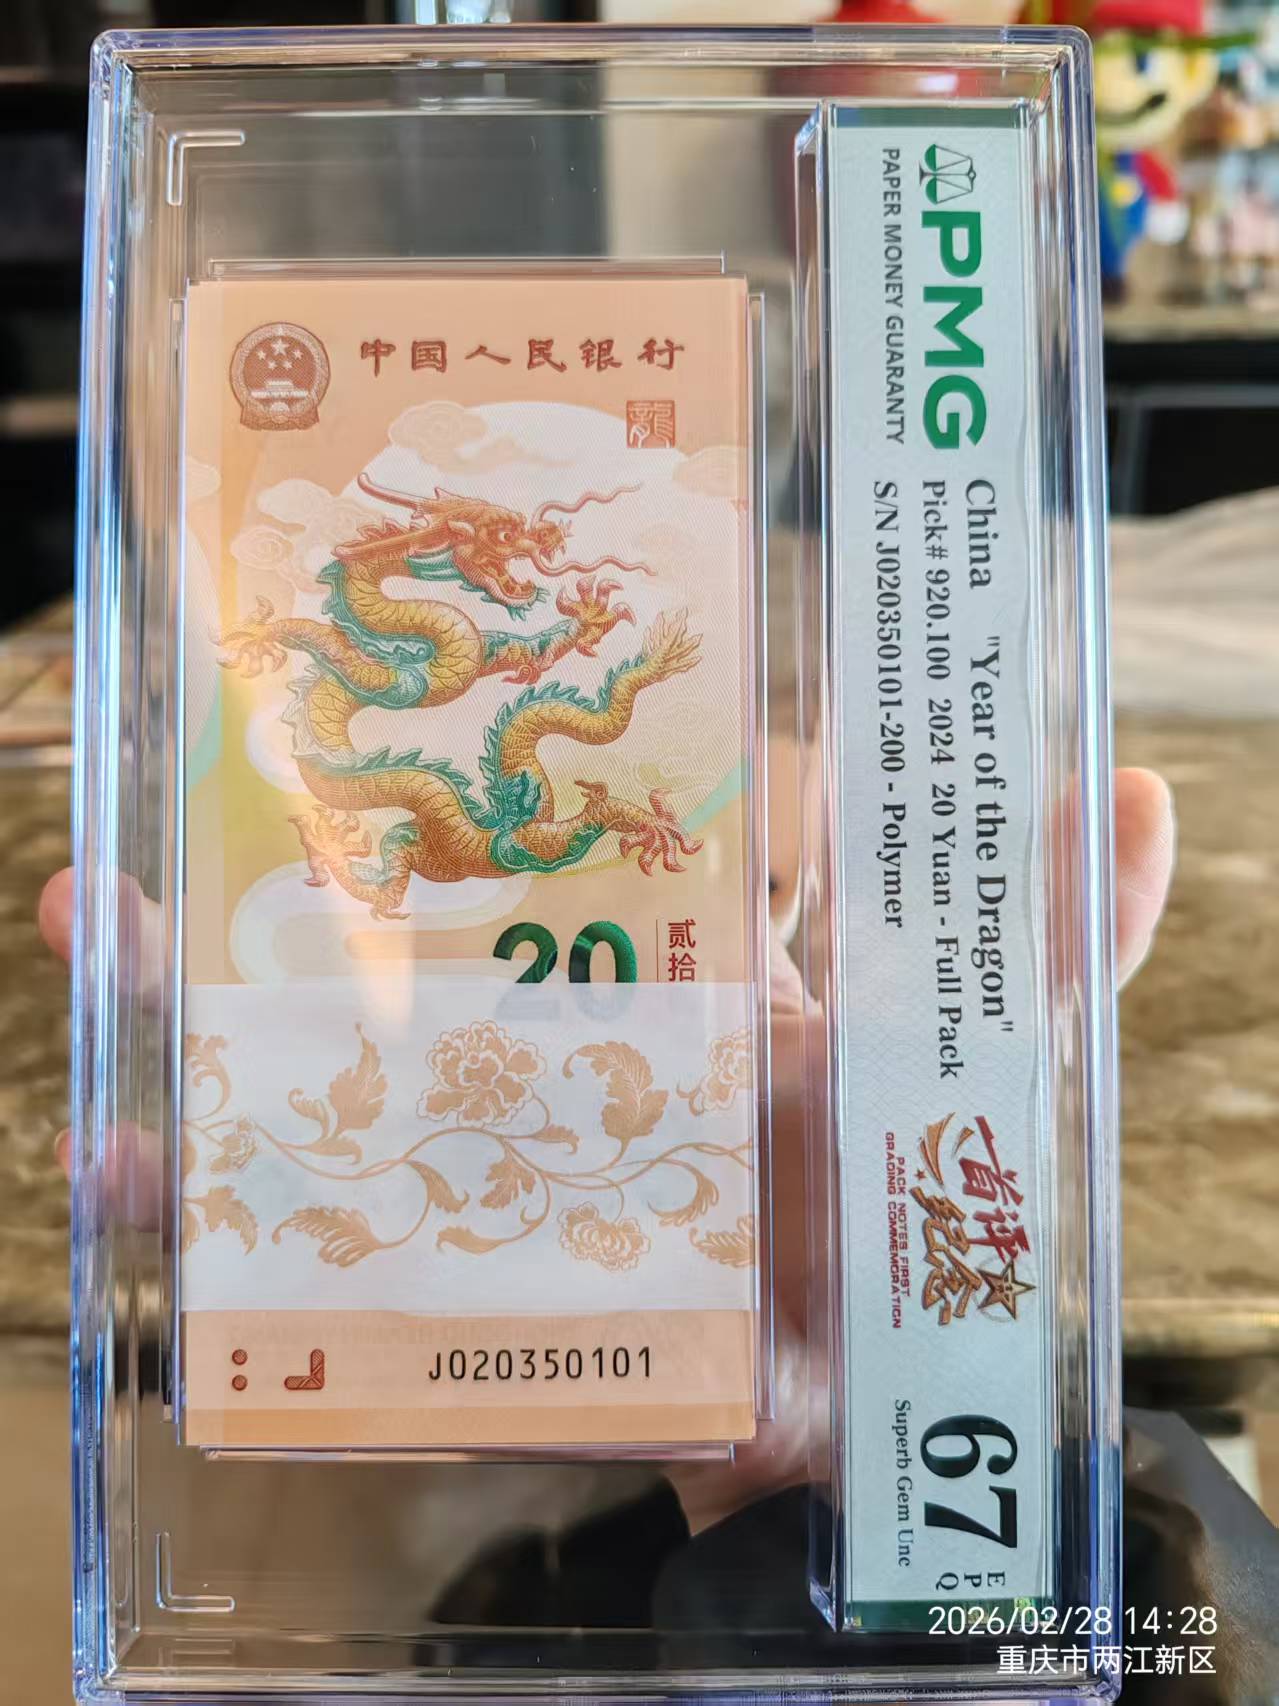 中国人民银行
龍
20
贰拾
J020350101
PMG
PAPER MONEY GUARANTY
China "Year of the Dragon"
Pick# 920.100 2024 20 Yuan - Full Pack
S/N J020350101-200 - Polymer
首评
纪念
PACK NOTES FIRST
GRADING COMMEMORATION
67
EPQ
Superb Gem Unc
2026/02/28 14:28
重庆市两江新区